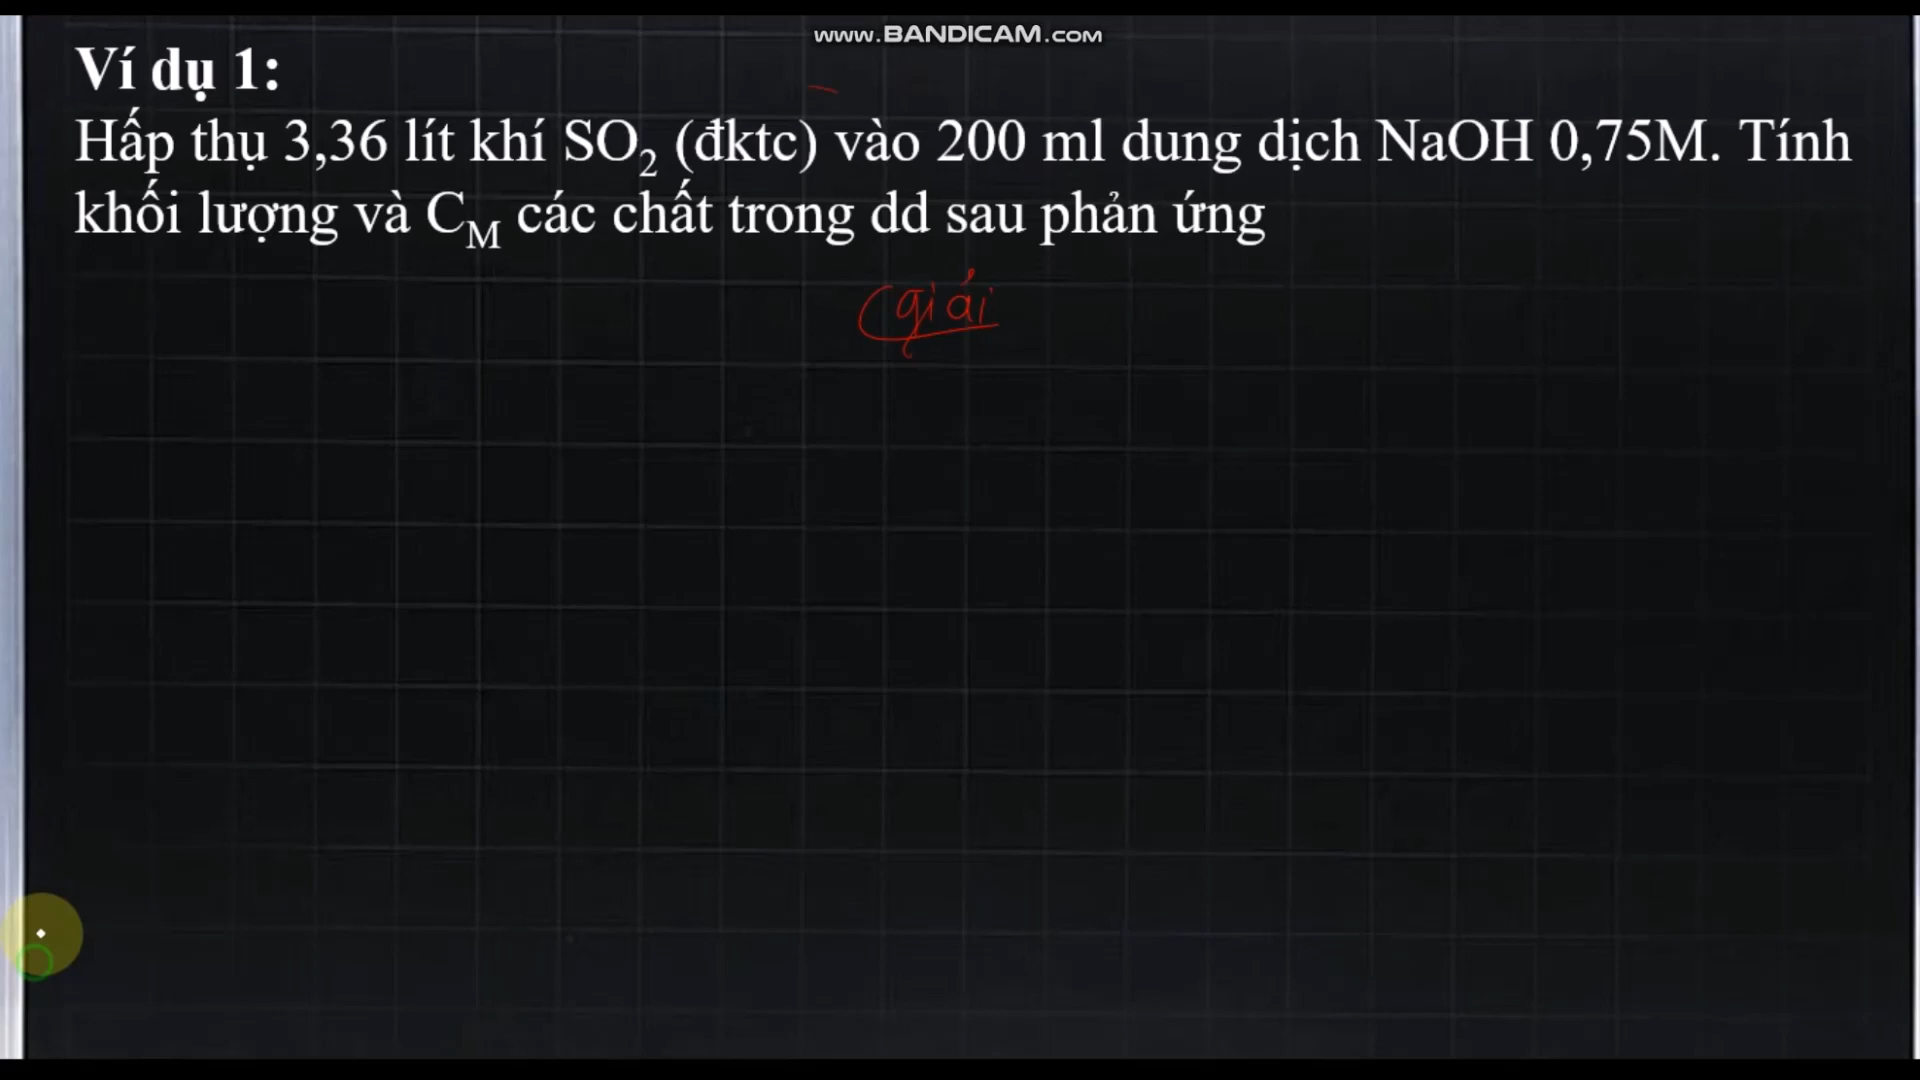 www.BANDICAM.com
Ví dụ 1:
Hấp thụ 3,36 lít khí SO₂ (đktc) vào 200 ml dung dịch NaOH 0,75M. Tính
khối lượng và C_M các chất trong dd sau phản ứng
giải